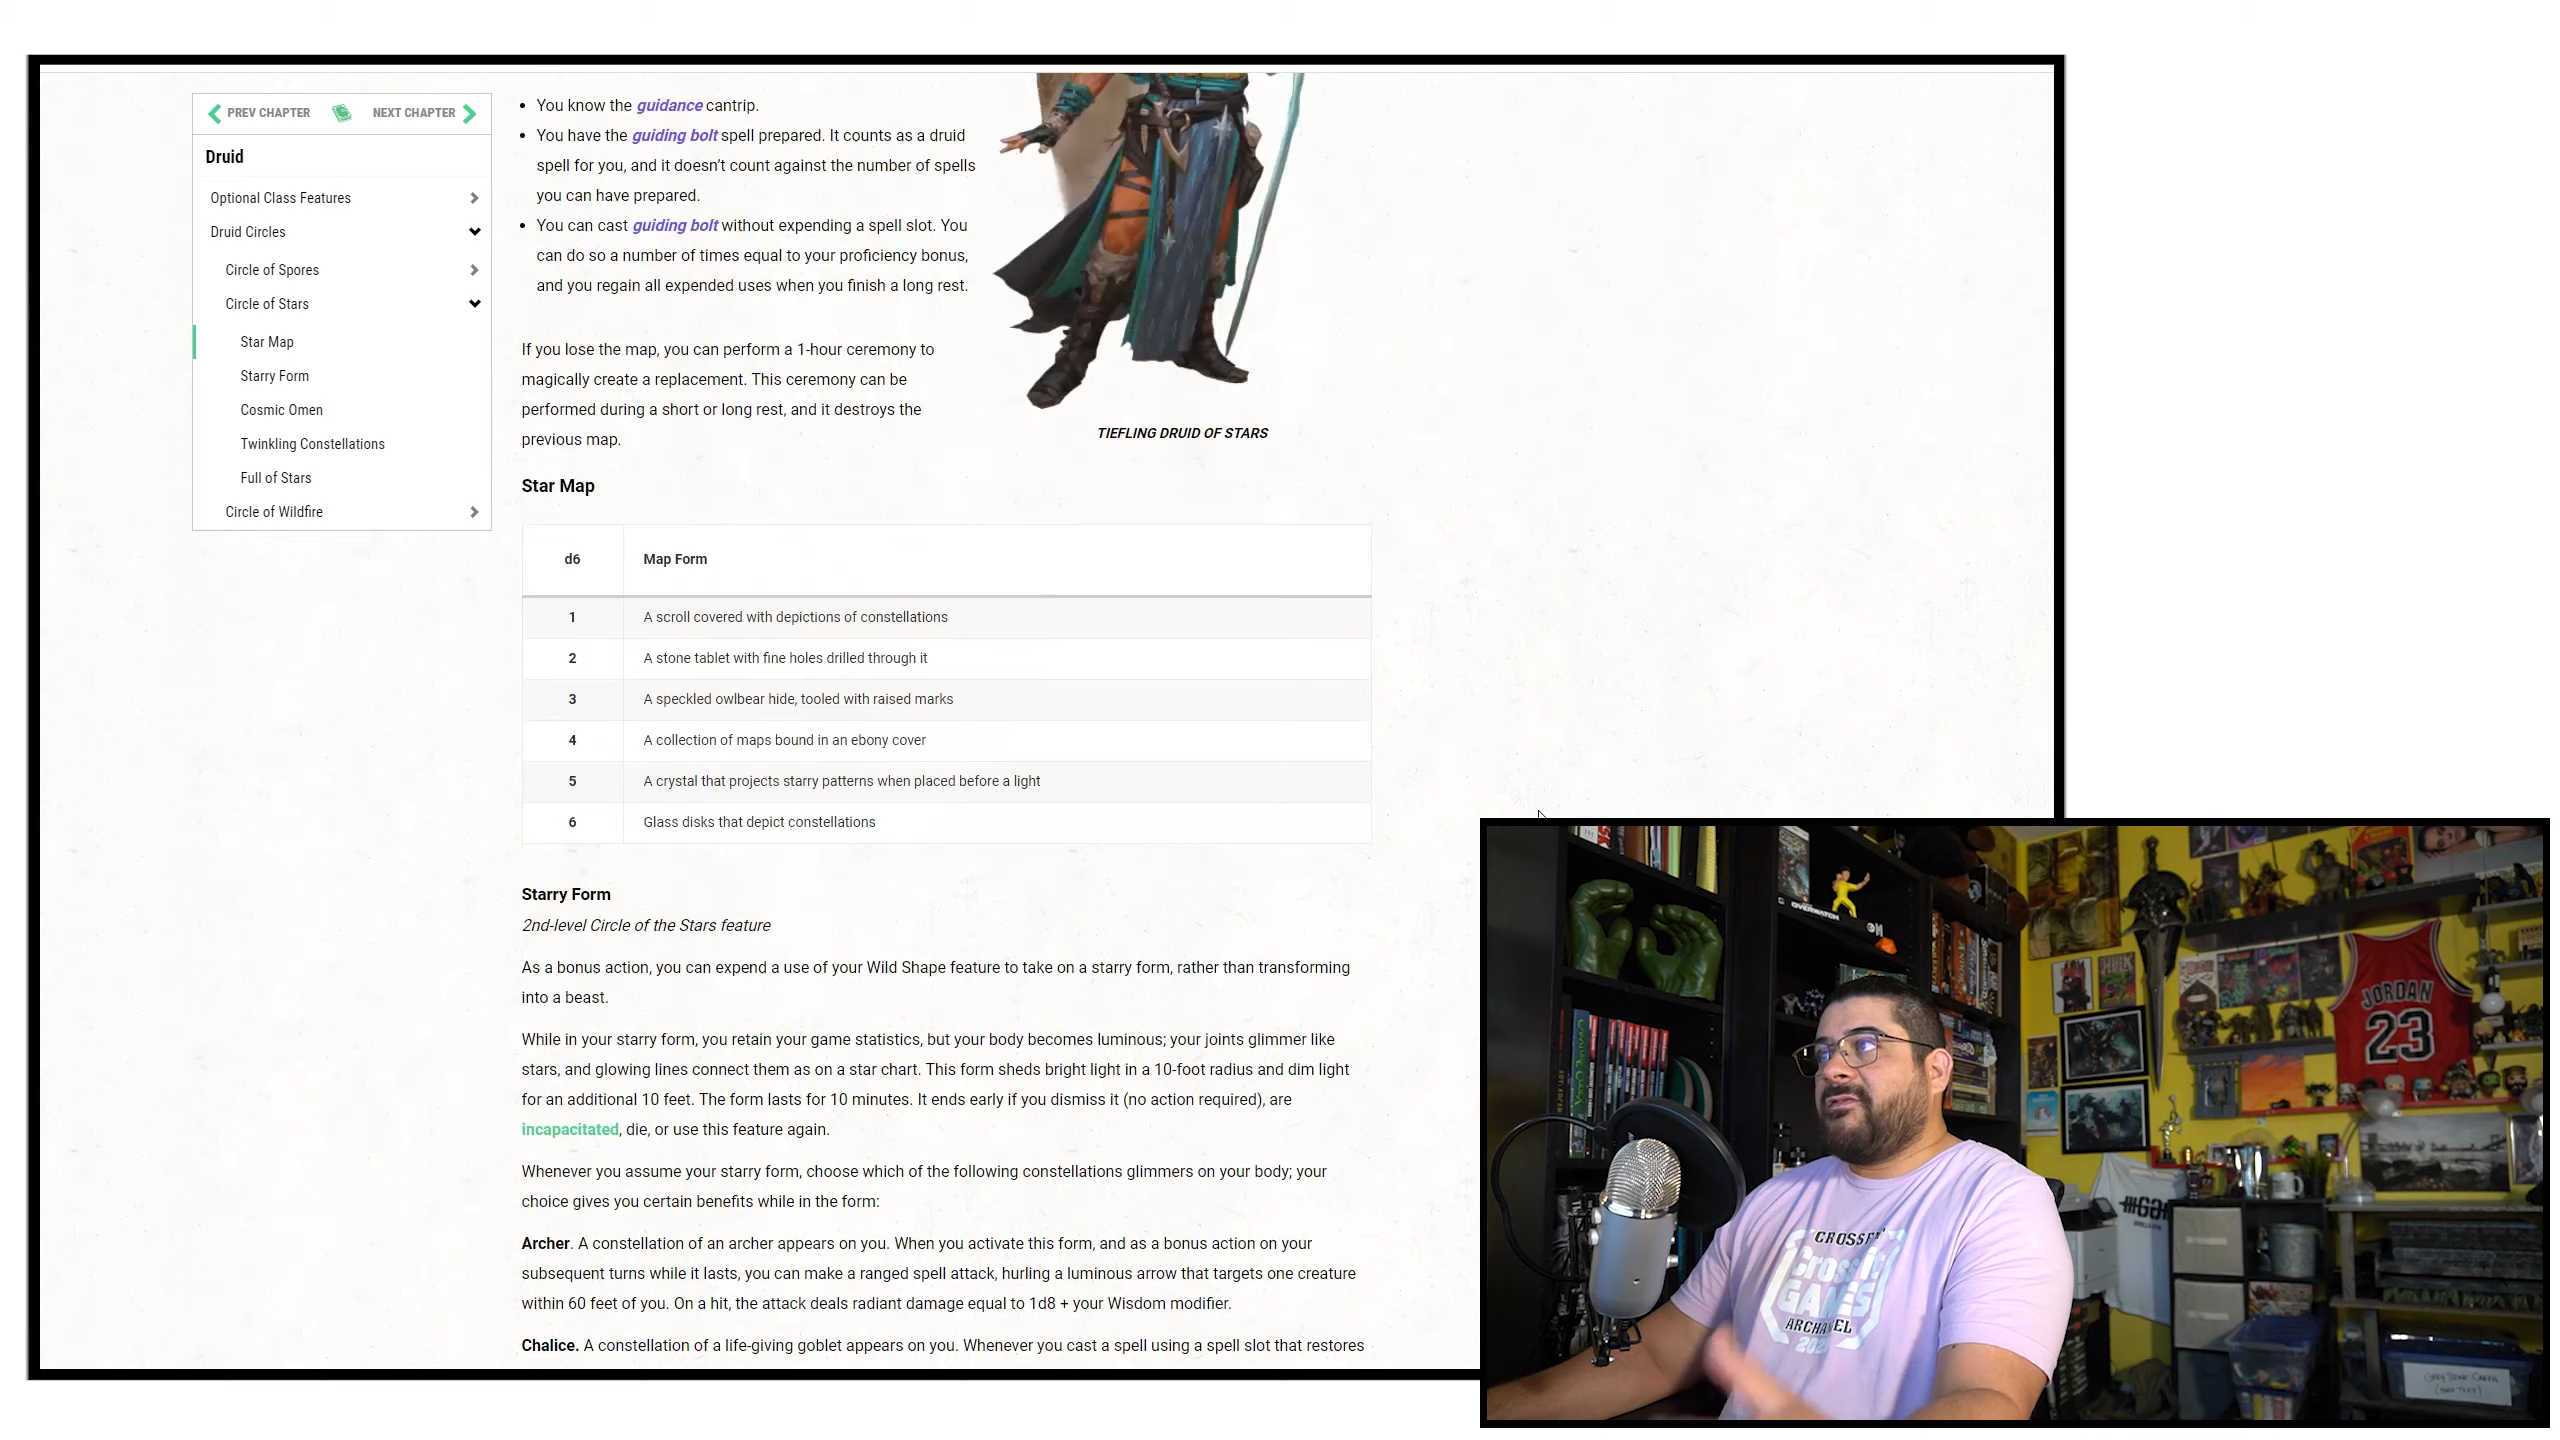 PREV CHAPTER
NEXT CHAPTER
Druid
Optional Class Features
Druid Circles
Circle of Spores
Circle of Stars
Star Map
Starry Form
Cosmic Omen
Twinkling Constellations
Full of Stars
Circle of Wildfire
You know the guidance cantrip.
You have the guiding bolt spell prepared. It counts as a druid
spell for you, and it doesn’t count against the number of spells
you can have prepared.
You can cast guiding bolt without expending a spell slot. You
can do so a number of times equal to your proficiency bonus,
and you regain all expended uses when you finish a long rest.
If you lose the map, you can perform a 1-hour ceremony to
magically create a replacement. This ceremony can be
performed during a short or long rest, and it destroys the
previous map.
TIEFLING DRUID OF STARS
Star Map
d6 Map Form
1 A scroll covered with depictions of constellations
2 A stone tablet with fine holes drilled through it
3 A speckled owlbear hide, tooled with raised marks
4 A collection of maps bound in an ebony cover
5 A crystal that projects starry patterns when placed before a light
6 Glass disks that depict constellations
Starry Form
2nd-level Circle of the Stars feature
As a bonus action, you can expend a use of your Wild Shape feature to take on a starry form, rather than transforming
into a beast.
While in your starry form, you retain your game statistics, but your body becomes luminous; your joints glimmer like
stars, and glowing lines connect them as on a star chart. This form sheds bright light in a 10-foot radius and dim light
for an additional 10 feet. The form lasts for 10 minutes. It ends early if you dismiss it (no action required), are
incapacitated, die, or use this feature again.
Whenever you assume your starry form, choose which of the following constellations glimmers on your body; your
choice gives you certain benefits while in the form:
Archer. A constellation of an archer appears on you. When you activate this form, and as a bonus action on your
subsequent turns while it lasts, you can make a ranged spell attack, hurling a luminous arrow that targets one creature
within 60 feet of you. On a hit, the attack deals radiant damage equal to 1d8 + your Wisdom modifier.
Chalice. A constellation of a life-giving goblet appears on you. Whenever you cast a spell using a spell slot that restores
OVERWATCH
JORDAN
23
CrossFit
GAMES